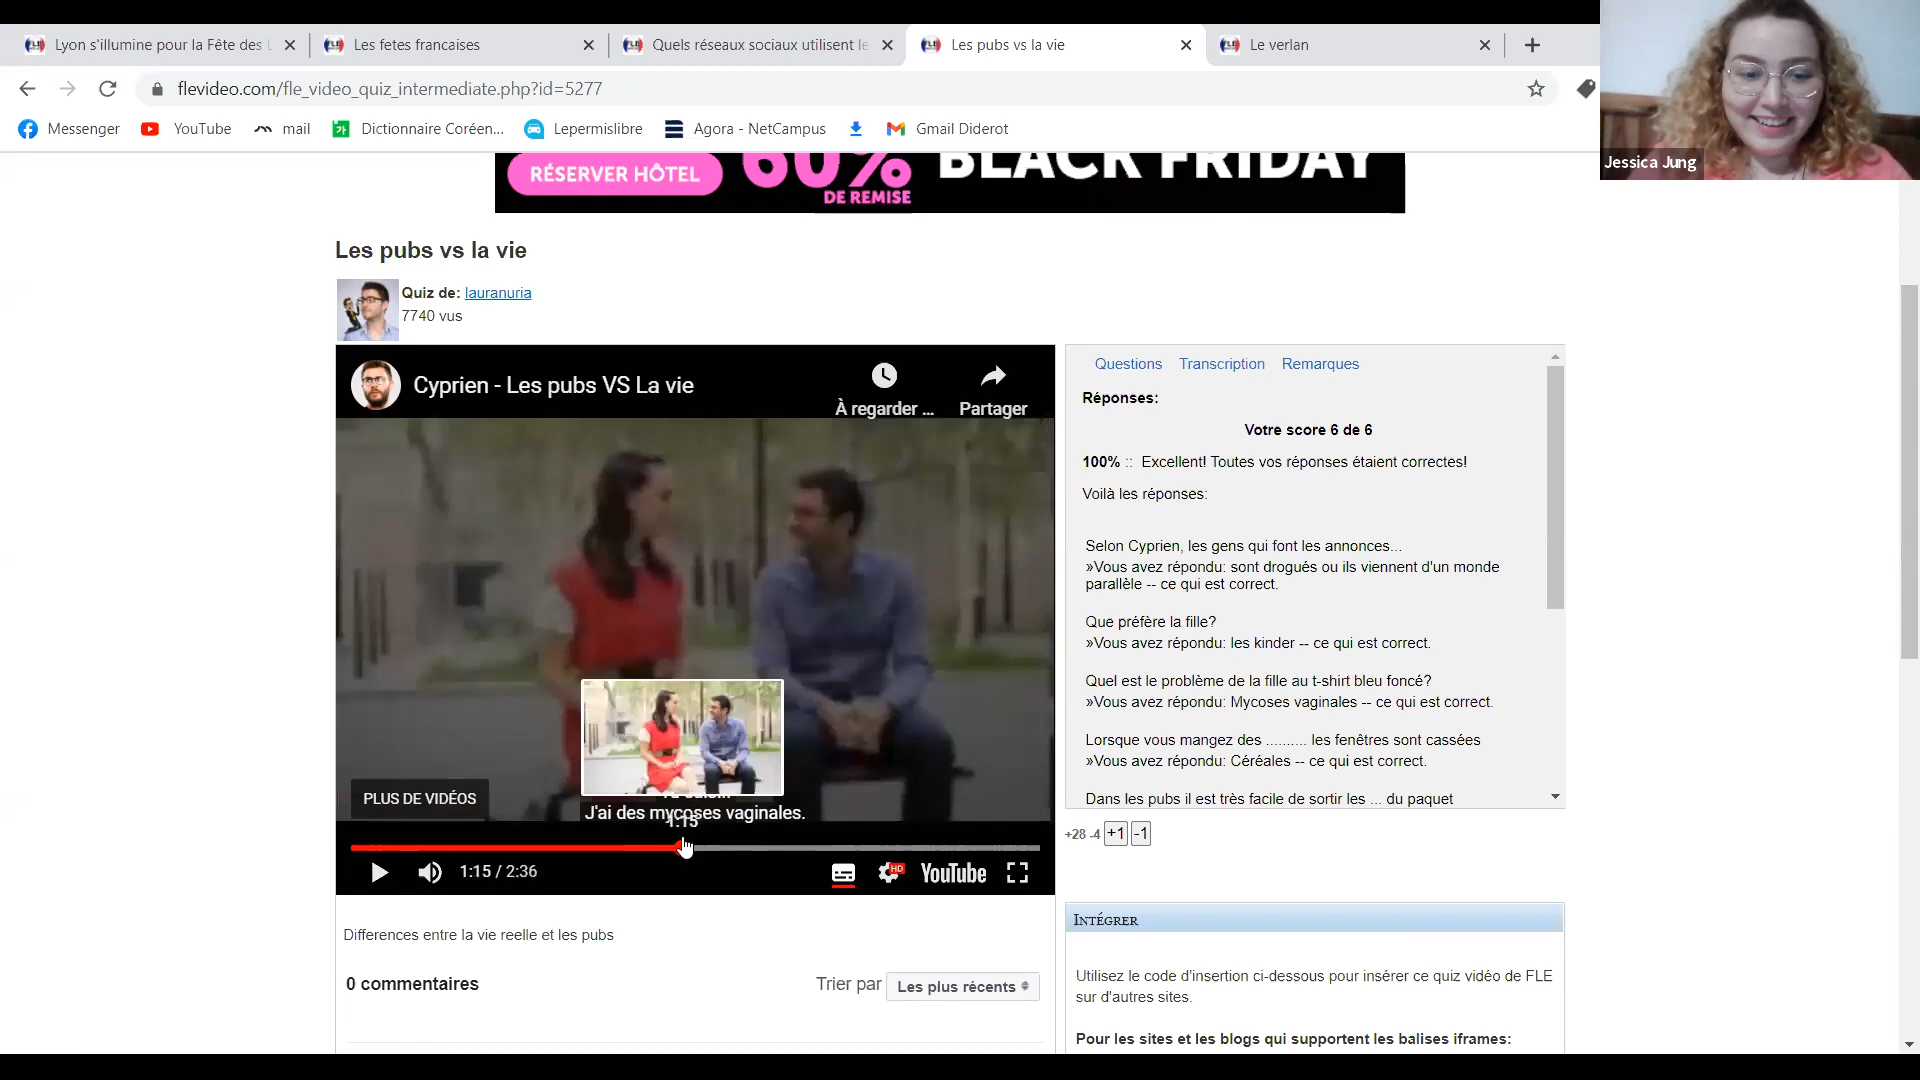 Lyon s'illumine pour la Fête des
Les fetes francaises
Quels réseaux sociaux utilisent le
Les pubs vs la vie
Le verlan
flevideo.com/fle_video_quiz_intermediate.php?id=5277
Messenger
YouTube
mail
Dictionnaire Coréen...
Lepermislibre
Agora - NetCampus
Gmail Diderot
Jessica Jung
RÉSERVER HÔTEL
60%
DE REMISE
BLACK FRIDAY
Les pubs vs la vie
Quiz de: lauranuria
7740 vus
Cyprien - Les pubs VS La vie
À regarder ...
Partager
PLUS DE VIDÉOS
J'ai des mycoses vaginales.
1:15
1:15 / 2:36
HD
YouTube
Questions Transcription Remarques
Réponses:
Votre score 6 de 6
100% :: Excellent! Toutes vos réponses étaient correctes!
Voilà les réponses:
Selon Cyprien, les gens qui font les annonces...
»Vous avez répondu: sont drogués ou ils viennent d'un monde
parallèle -- ce qui est correct.
Que préfère la fille?
»Vous avez répondu: les kinder -- ce qui est correct.
Quel est le problème de la fille au t-shirt bleu foncé?
»Vous avez répondu: Mycoses vaginales -- ce qui est correct.
Lorsque vous mangez des .......... les fenêtres sont cassées
»Vous avez répondu: Céréales -- ce qui est correct.
Dans les pubs il est très facile de sortir les ... du paquet
+28 -4 +1 -1
Differences entre la vie reelle et les pubs
0 commentaires
Trier par Les plus récents
INTÉGRER
Utilisez le code d'insertion ci-dessous pour insérer ce quiz vidéo de FLE
sur d'autres sites.
Pour les sites et les blogs qui supportent les balises iframes: